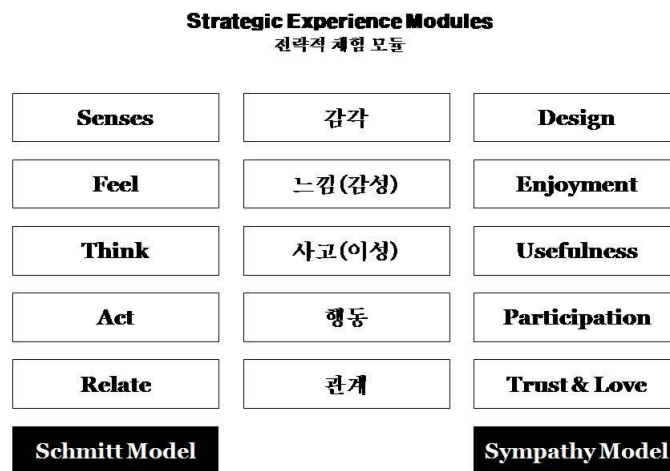 Strategic Experience Modules
전략적 체험 모듈
Senses 감각 Design
Feel 느낌(감성) Enjoyment
Think 사고(이성) Usefulness
Act 행동 Participation
Relate 관계 Trust & Love
Schmitt Model Sympathy Model